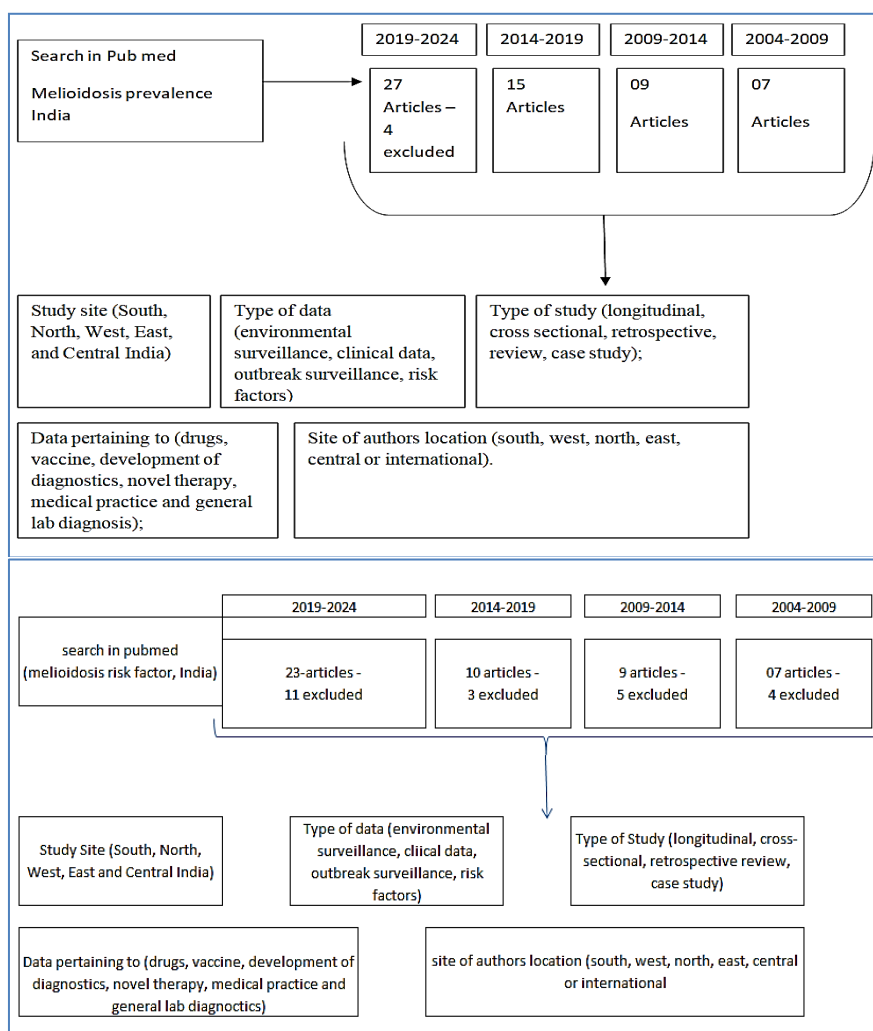 Search in Pub med
Melioidosis prevalence
India
2019-2024
2014-2019
2009-2014
2004-2009
27
Articles –
4
excluded
15
Articles
09
Articles
07
Articles
Study site (South,
North, West, East,
and Central India)
Type of data
(environmental
surveillance, clinical data,
outbreak surveillance, risk
factors)
Type of study (longitudinal,
cross sectional, retrospective,
review, case study);
Data pertaining to (drugs,
vaccine, development of
diagnostics, novel therapy,
medical practice and general
lab diagnosis);
Site of authors location (south, west, north, east,
central or international).
2019-2024
2014-2019
2009-2014
2004-2009
search in pubmed
(melioidosis risk factor, India)
23-articles -
11 excluded
10 articles -
3 excluded
9 articles -
5 excluded
07 articles -
4 excluded
Study Site (South, North,
West, East and Central India)
Type of data (environmental
surveillance, cliical data,
outbreak surveillance, risk
factors)
Type of Study (longitudinal, cross-
sectional, retrospective review,
case study)
Data pertaining to (drugs, vaccine, development of
diagnostics, novel therapy, medical practice and
general lab diagnoctics)
site of authors location (south, west, north, east, central
or international